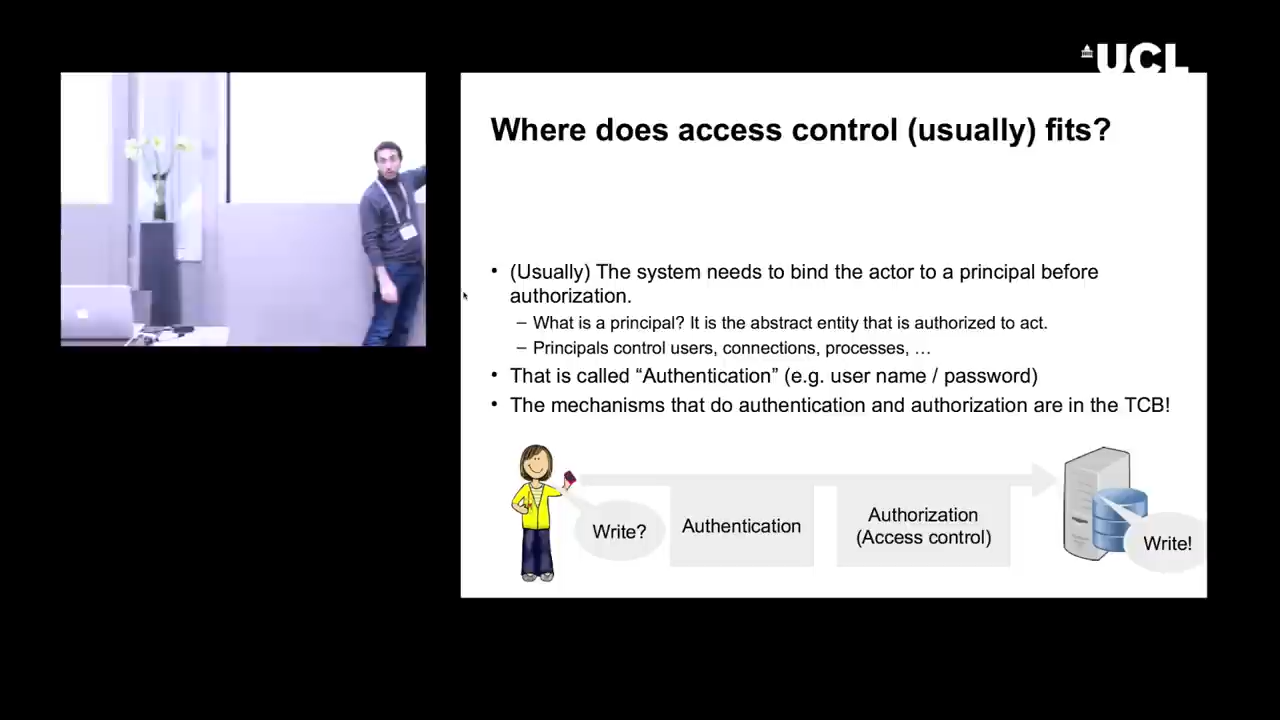 UCL
Where does access control (usually) fits?
• (Usually) The system needs to bind the actor to a principal before
authorization.
– What is a principal? It is the abstract entity that is authorized to act.
– Principals control users, connections, processes, …
• That is called “Authentication” (e.g. user name / password)
• The mechanisms that do authentication and authorization are in the TCB!
Write?
Authentication
Authorization
(Access control)
Write!